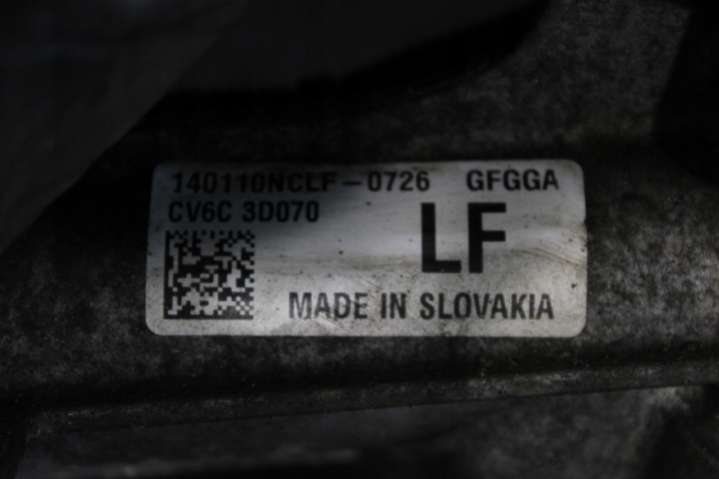 140110NCLF-0726 GFGGA
CV6C 3D070
LF
MADE IN SLOVAKIA